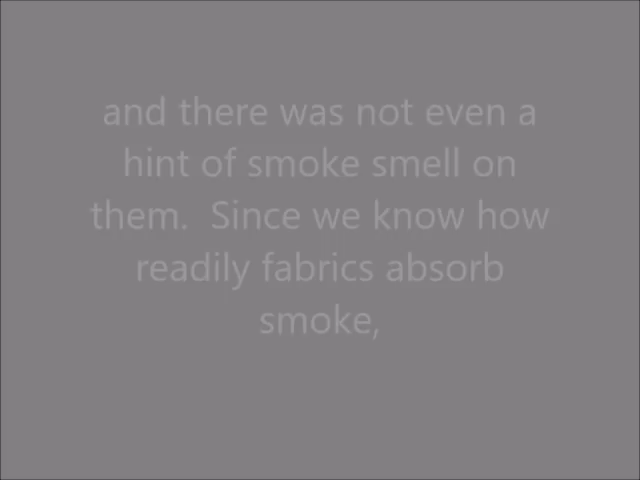 and there was not even a
hint of smoke smell on
them.  Since we know how
readily fabrics absorb
smoke,